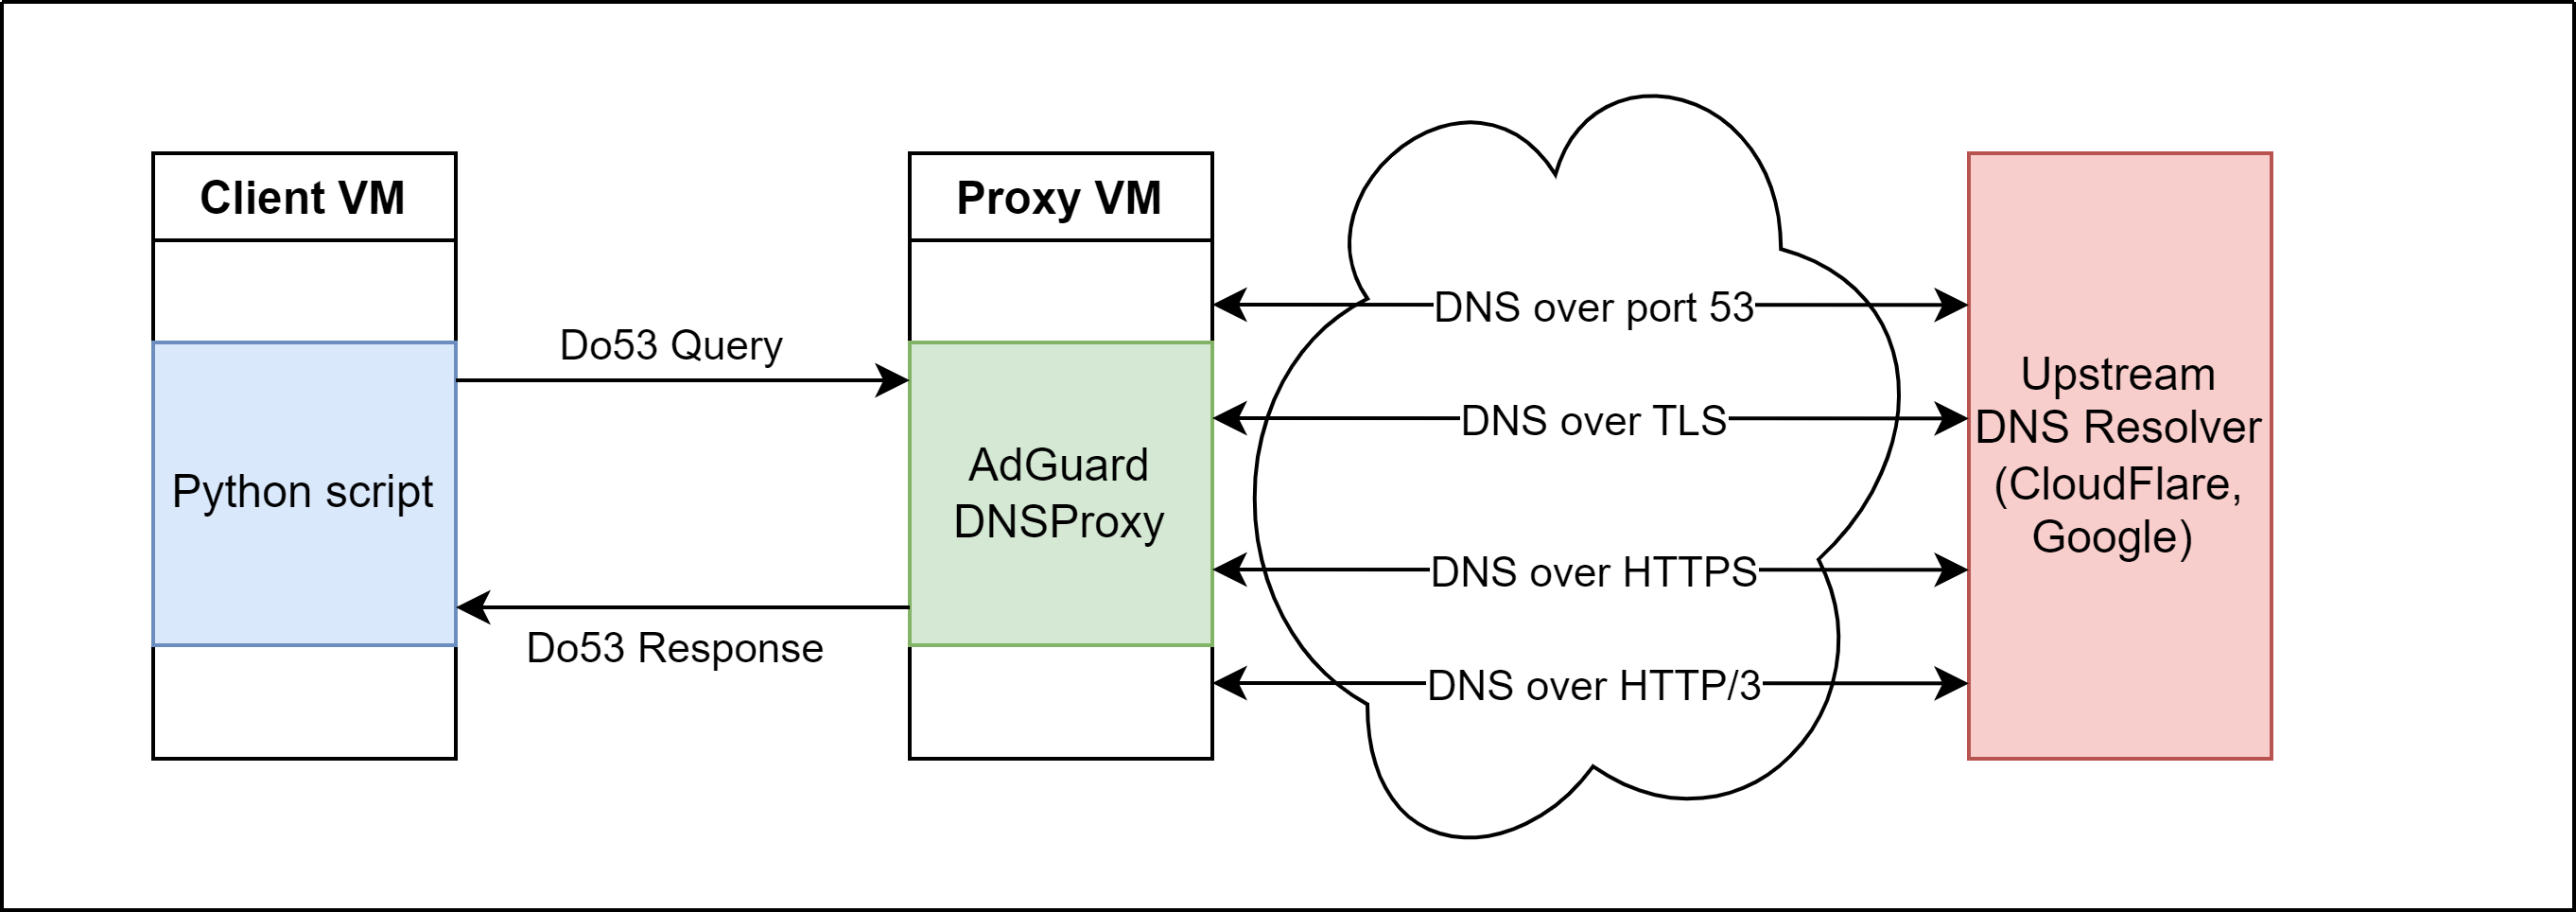 Client VM
Python script
Do53 Query
Do53 Response
Proxy VM
AdGuard
DNSProxy
DNS over port 53
DNS over TLS
DNS over HTTPS
DNS over HTTP/3
Upstream
DNS Resolver
(CloudFlare,
Google)